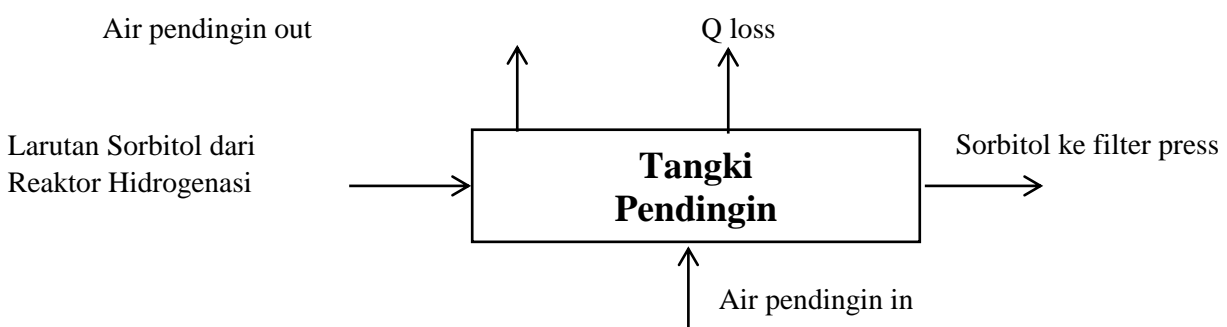 Air pendingin out
Q loss
Larutan Sorbitol dari
Reaktor Hidrogenasi
Tangki
Pendingin
Sorbitol ke filter press
Air pendingin in